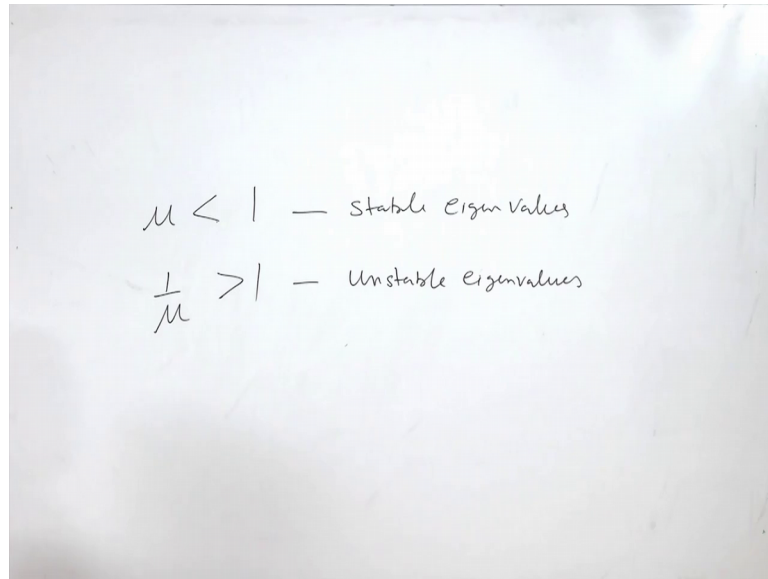 μ < 1 — stable eigenvalues
1/μ > 1 — Unstable eigenvalues